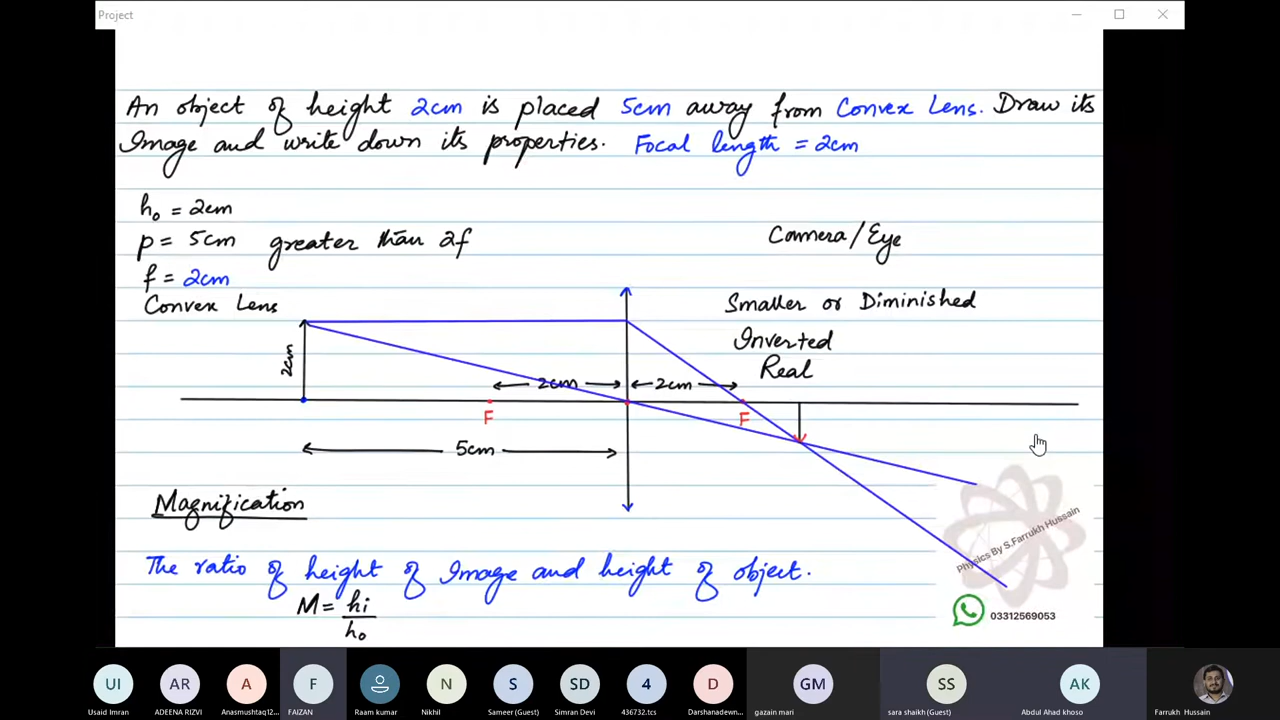 Project
An object of height 2cm is placed 5cm away from Convex Lens. Draw its
Image and write down its properties. Focal length = 2cm
ho = 2cm
p = 5cm greater than 2f
Camera/Eye
f = 2cm
Convex Lens
Smaller or Diminished
Inverted
Real
2cm
2cm
2cm
F
F
5cm
Magnification
The ratio of height of Image and height of object.
M = hi
ho
Physics By S.Farrukh Hussain
03312569053
UI
AR
A
F
N
S
SD
4
D
GM
SS
AK
Usaid Imran
ADEENA RIZVI
Anasmushtaq12...
FAIZAN
Raam kumar
Nikhil
Sameer (Guest)
Simran Devi
436732.tcs
Darshanadewn...
gazain mari
sara shaikh (Guest)
Abdul Ahad khoso
Farrukh Hussain